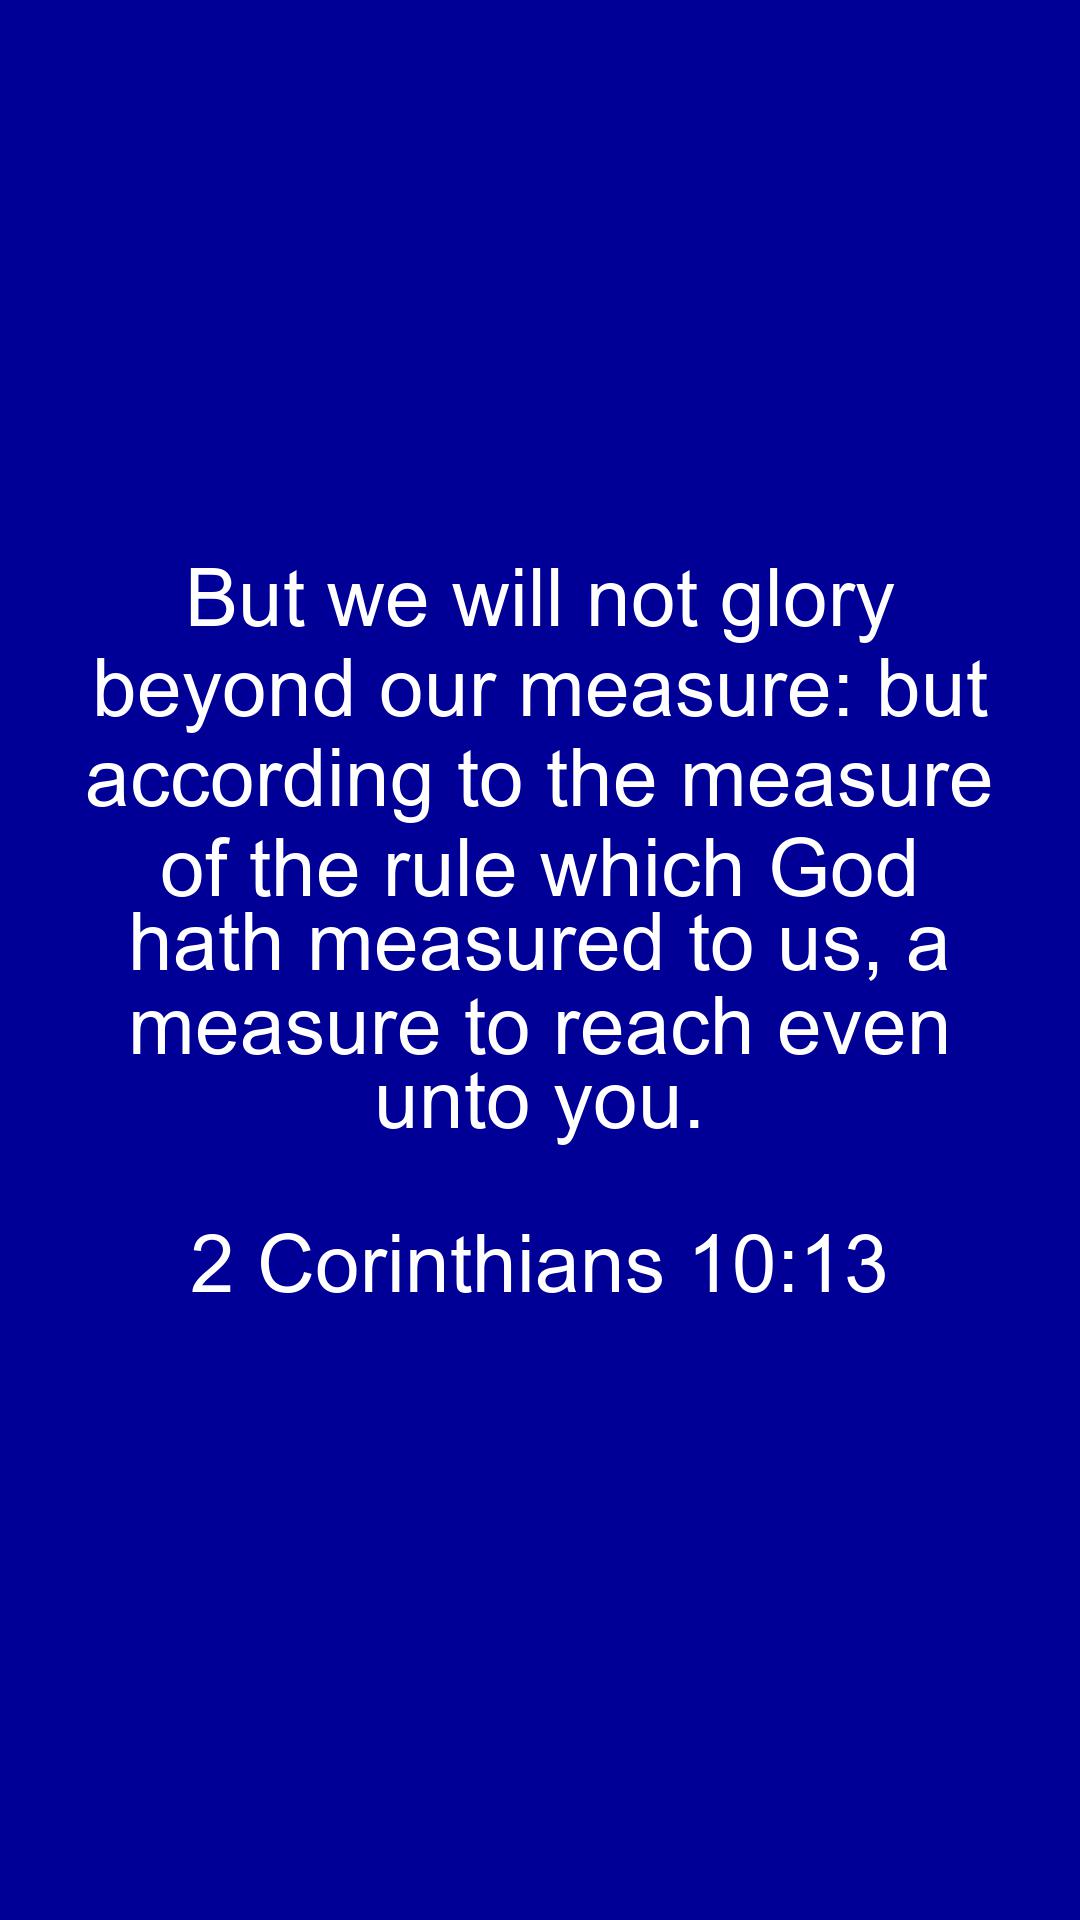 But we will not glory
beyond our measure: but
according to the measure
of the rule which God
hath measured to us, a
measure to reach even
unto you.
2 Corinthians 10:13